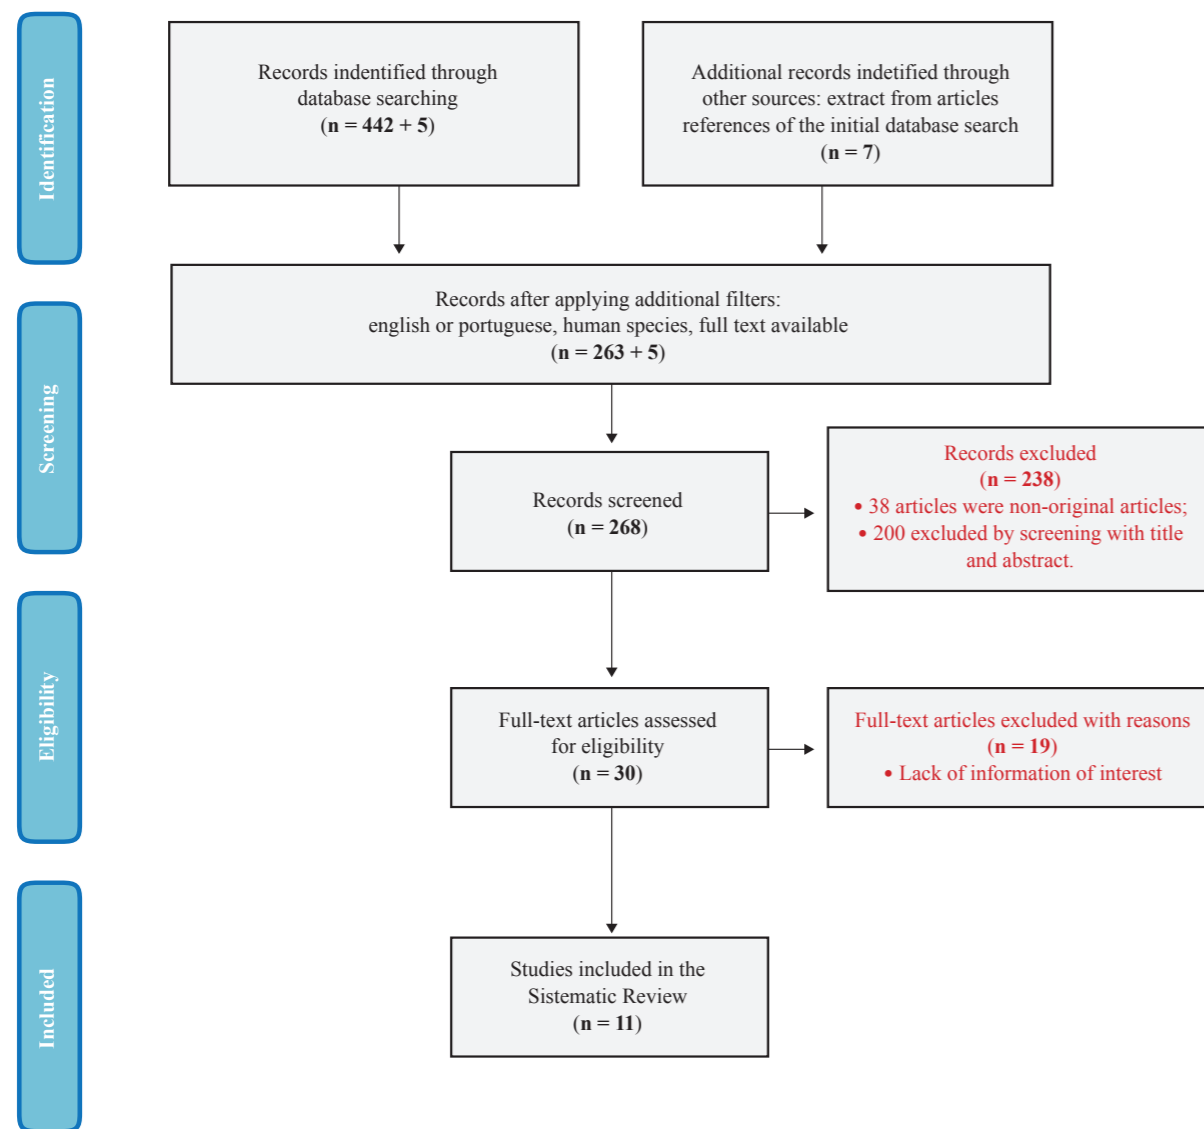 Identification
Records indentified through
database searching
(n = 442 + 5)
Additional records indetified through
other sources: extract from articles
references of the initial database search
(n = 7)
Screening
Records after applying additional filters:
english or portuguese, human species, full text available
(n = 263 + 5)
Records screened
(n = 268)
Records excluded
(n = 238)
• 38 articles were non-original articles;
• 200 excluded by screening with title
and abstract.
Eligibility
Full-text articles assessed
for eligibility
(n = 30)
Full-text articles excluded with reasons
(n = 19)
• Lack of information of interest
Included
Studies included in the
Sistematic Review
(n = 11)